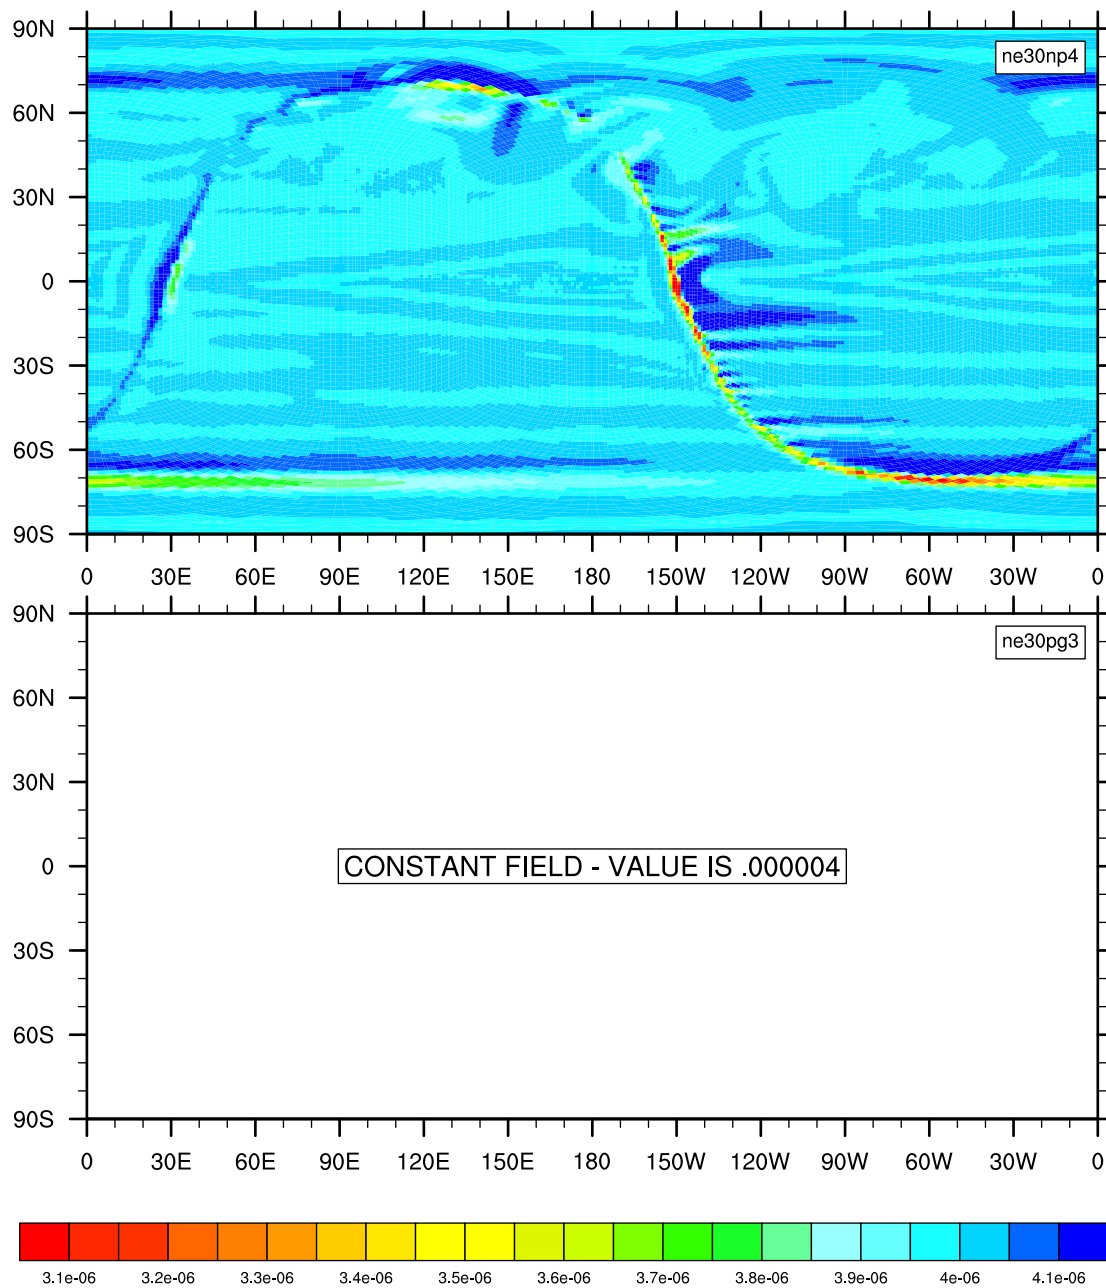 90N
ne30np4
60N
30N
0
30S
60S
90S
0 30E 60E 90E 120E 150E 180 150W 120W 90W 60W 30W 0
90N
ne30pg3
60N
30N
0
CONSTANT FIELD - VALUE IS .000004
30S
60S
90S
0 30E 60E 90E 120E 150E 180 150W 120W 90W 60W 30W 0
3.1e-06 3.2e-06 3.3e-06 3.4e-06 3.5e-06 3.6e-06 3.7e-06 3.8e-06 3.9e-06 4e-06 4.1e-06